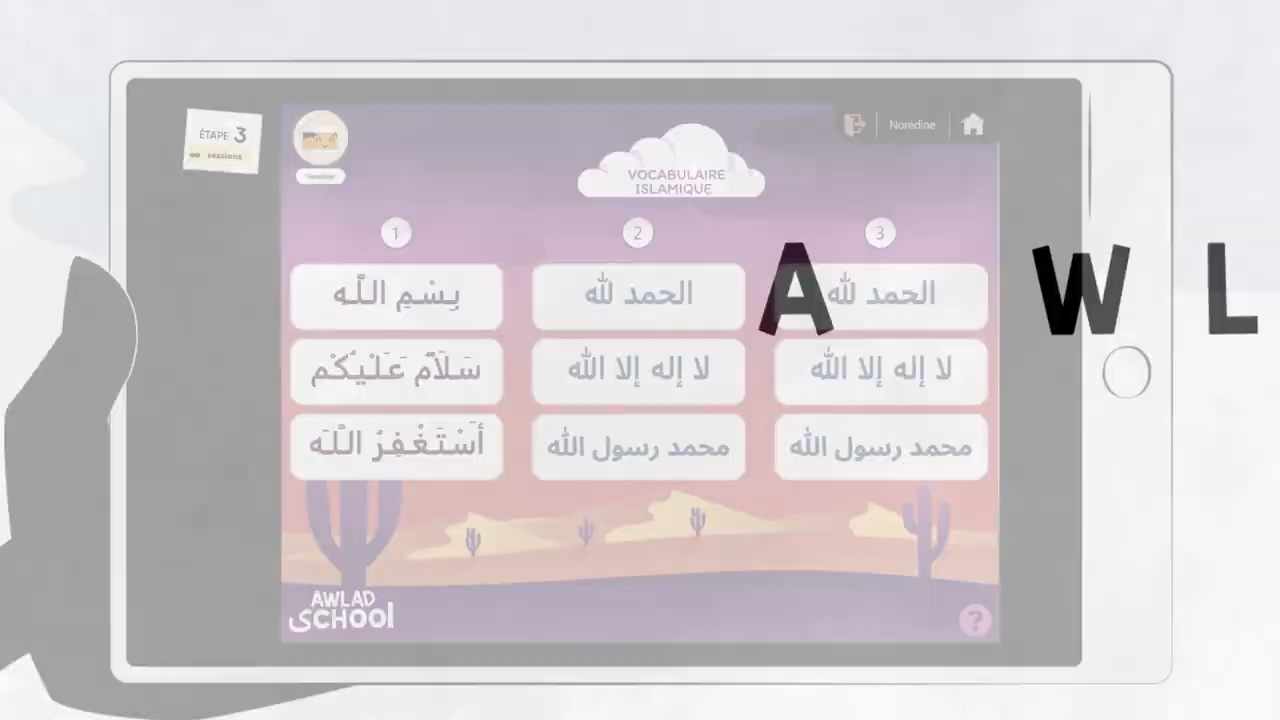 ÉTAPE 3
sessions
Noredine
VOCABULAIRE
ISLAMIQUE
1
2
3
بِسْمِ اللّه
الحمد لله
الحمد لله
سَلَامٌ عَلَيْكُمْ
لا إله إلا الله
لا إله إلا الله
أَسْتَغْفِرُ اللّه
محمد رسول الله
محمد رسول الله
A W L
AWLAD
SCHOOL
?